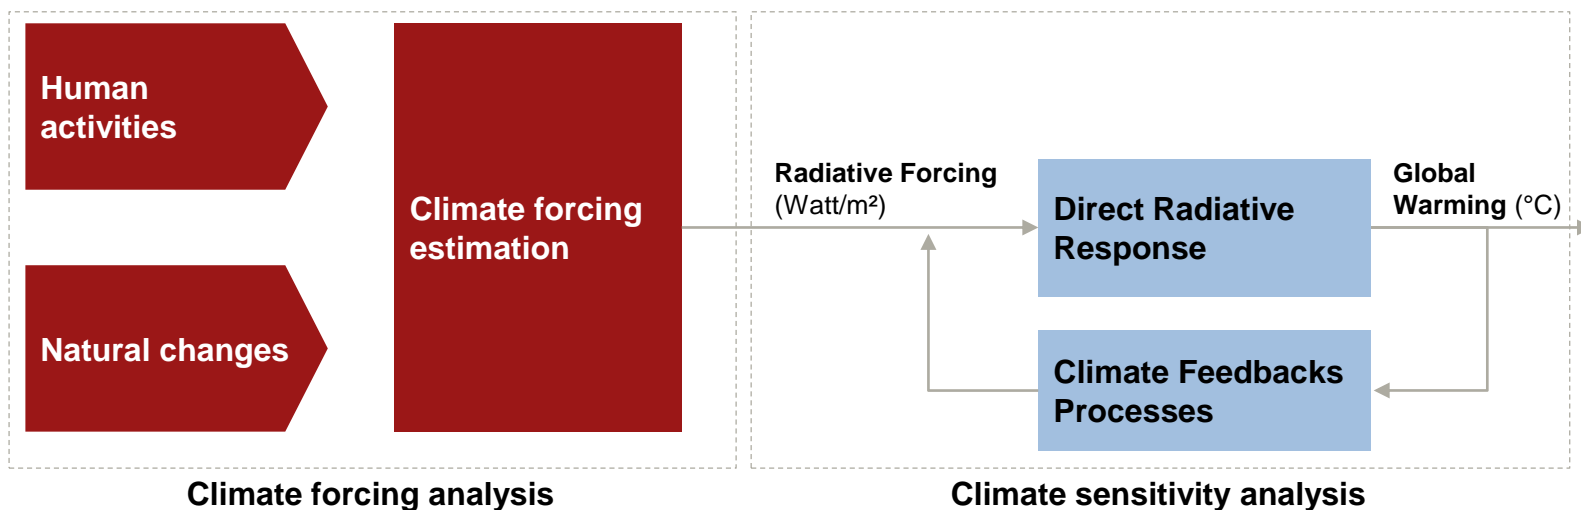 Human
activities
Natural changes
Climate forcing
estimation
Radiative Forcing
(Watt/m²)
Direct Radiative
Response
Global
Warming (°C)
Climate Feedbacks
Processes
Climate forcing analysis
Climate sensitivity analysis